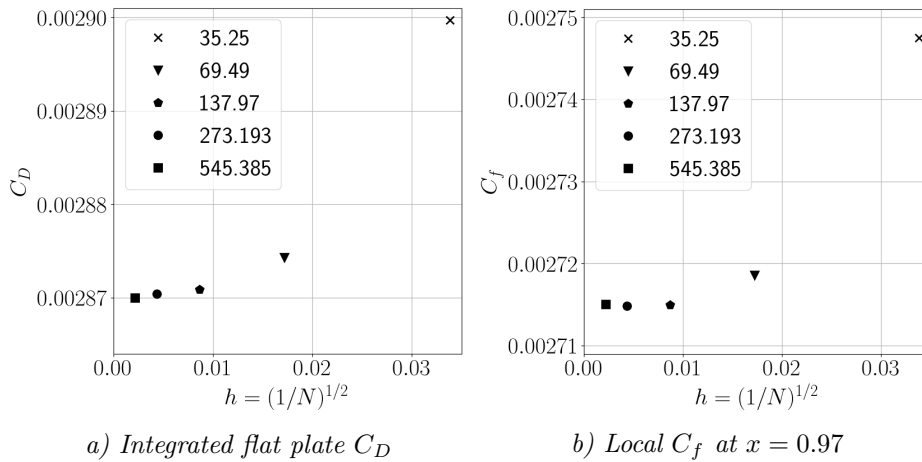 0.00290
0.00289
0.00288
0.00287
C_D
35.25
69.49
137.97
273.193
545.385
0.00 0.01 0.02 0.03
h = (1/N)^{1/2}
a) Integrated flat plate C_D
0.00275
0.00274
0.00273
0.00272
0.00271
C_f
35.25
69.49
137.97
273.193
545.385
0.00 0.01 0.02 0.03
h = (1/N)^{1/2}
b) Local C_f at x = 0.97